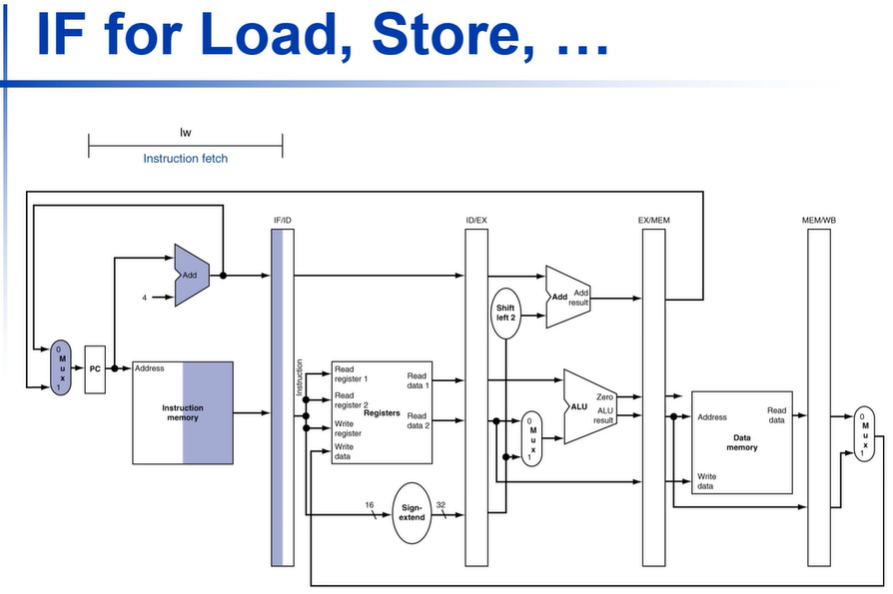 IF for Load, Store, …
lw
Instruction fetch
IF/ID
ID/EX
EX/MEM
MEM/WB
Add
4
Shift
left 2
Add
Add
result
0
M
u
x
1
PC
Address
Instruction
memory
Instruction
Read
register 1
Read
register 2
Write
register
Write
data
Registers
Read
data 1
Read
data 2
16
Sign-
extend
32
0
M
u
x
1
ALU
Zero
ALU
result
Address
Data
memory
Read
data
Write
data
0
M
u
x
1